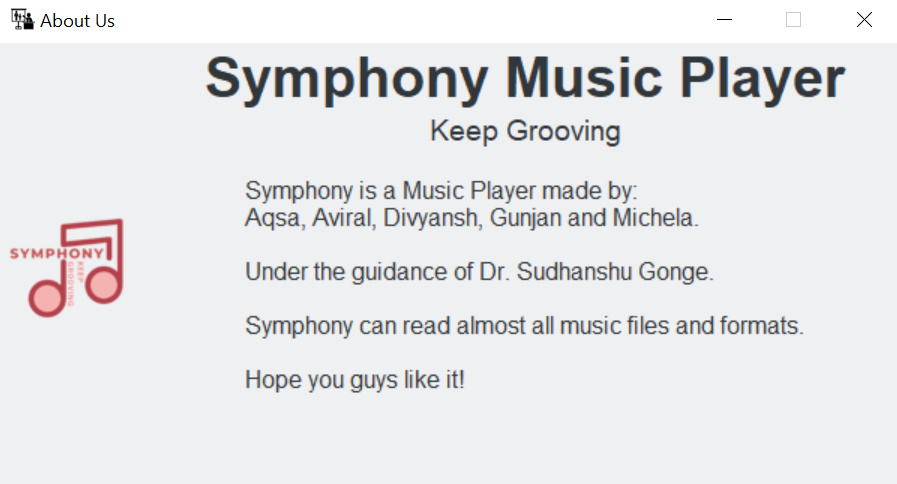 About Us
Symphony Music Player
Keep Grooving
Symphony is a Music Player made by:
Aqsa, Aviral, Divyansh, Gunjan and Michela.
Under the guidance of Dr. Sudhanshu Gonge.
Symphony can read almost all music files and formats.
Hope you guys like it!
SYMPHONY
KEEP
GROOVING